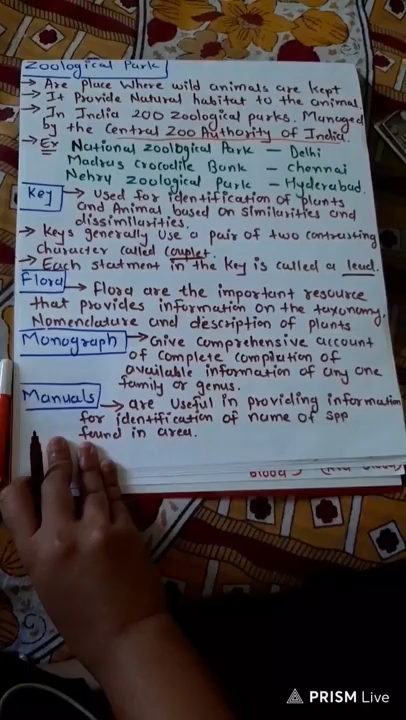 Zoological Park
→ Are place where wild animals are kept
→ It Provide Natural habitat to the animal.
→ In India 200 Zoological parks. Managed
by the Central Zoo Authority of India.
→ Ex National Zoological Park — Delhi
Madras Crocodile Bank — Chennai
Nehry Zoological Park — Hyderabad.
Key → Used for identification of plants
and Animal based on similarities and
dissimilarities.
→ Keys generally use a pair of two contrasting
character called couplet.
→ Each statment in the key is called a lead.
Flora → Flora are the important resource
that provides information on the taxonomy,
Nomenclature and description of plants
Monograph → Give comprehensive account
of complete compilation of
available information of any one
family or genus.
Manuals → are useful in providing information
for identification of name of spp
found in area.
PRISM Live